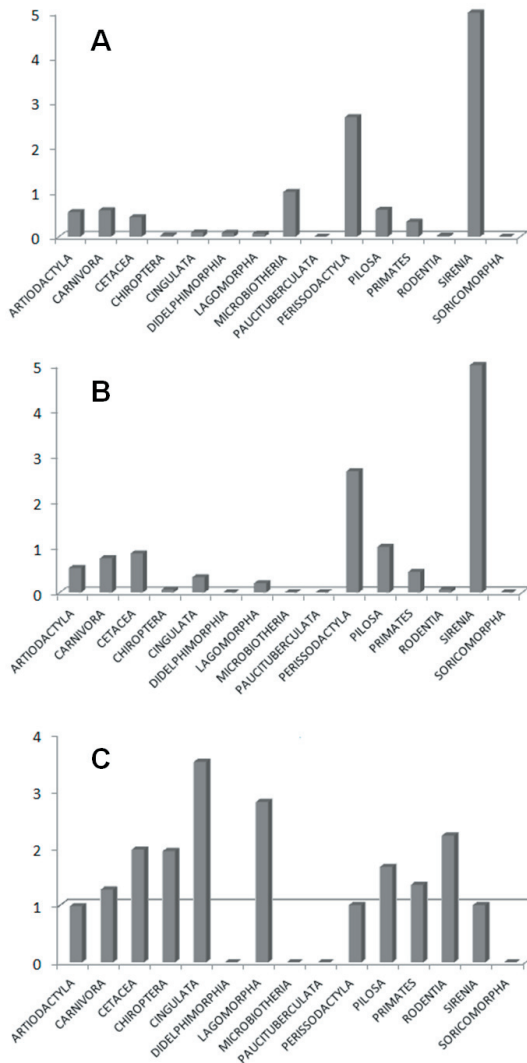 A
5
4
3
2
1
0
ARTIODACTYLA
CARNIVORA
CETACEA
CHIROPTERA
CINGULATA
DIDELPHIMORPHIA
LAGOMORPHA
MICROBIOTHERIA
PAUCITUBERCULATA
PERISSODACTYLA
PILOSA
PRIMATES
RODENTIA
SIRENIA
SORICOMORPHA
B
5
4
3
2
1
0
ARTIODACTYLA
CARNIVORA
CETACEA
CHIROPTERA
CINGULATA
DIDELPHIMORPHIA
LAGOMORPHA
MICROBIOTHERIA
PAUCITUBERCULATA
PERISSODACTYLA
PILOSA
PRIMATES
RODENTIA
SIRENIA
SORICOMORPHA
C
4
3
2
1
0
ARTIODACTYLA
CARNIVORA
CETACEA
CHIROPTERA
CINGULATA
DIDELPHIMORPHIA
LAGOMORPHA
MICROBIOTHERIA
PAUCITUBERCULATA
PERISSODACTYLA
PILOSA
PRIMATES
RODENTIA
SIRENIA
SORICOMORPHA